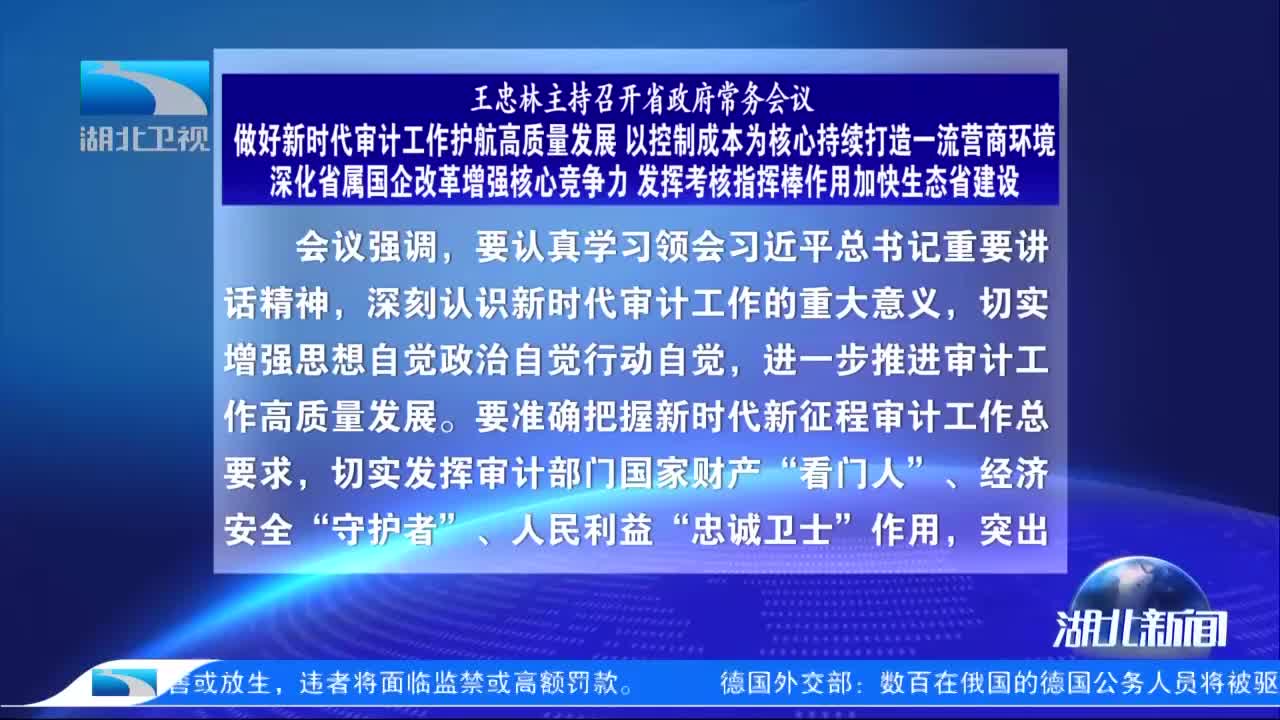 湖北卫视
王忠林主持召开省政府常务会议
做好新时代审计工作护航高质量发展 以控制成本为核心持续打造一流营商环境
深化省属国企改革增强核心竞争力 发挥考核指挥棒作用加快生态省建设
会议强调，要认真学习领会习近平总书记重要讲
话精神，深刻认识新时代审计工作的重大意义，切实
增强思想自觉政治自觉行动自觉，进一步推进审计工
作高质量发展。要准确把握新时代新征程审计工作总
要求，切实发挥审计部门国家财产“看门人”、经济
安全“守护者”、人民利益“忠诚卫士”作用，突出
湖北新闻
害或放生，违者将面临监禁或高额罚款。 德国外交部：数百在俄国的德国公务人员将被驱